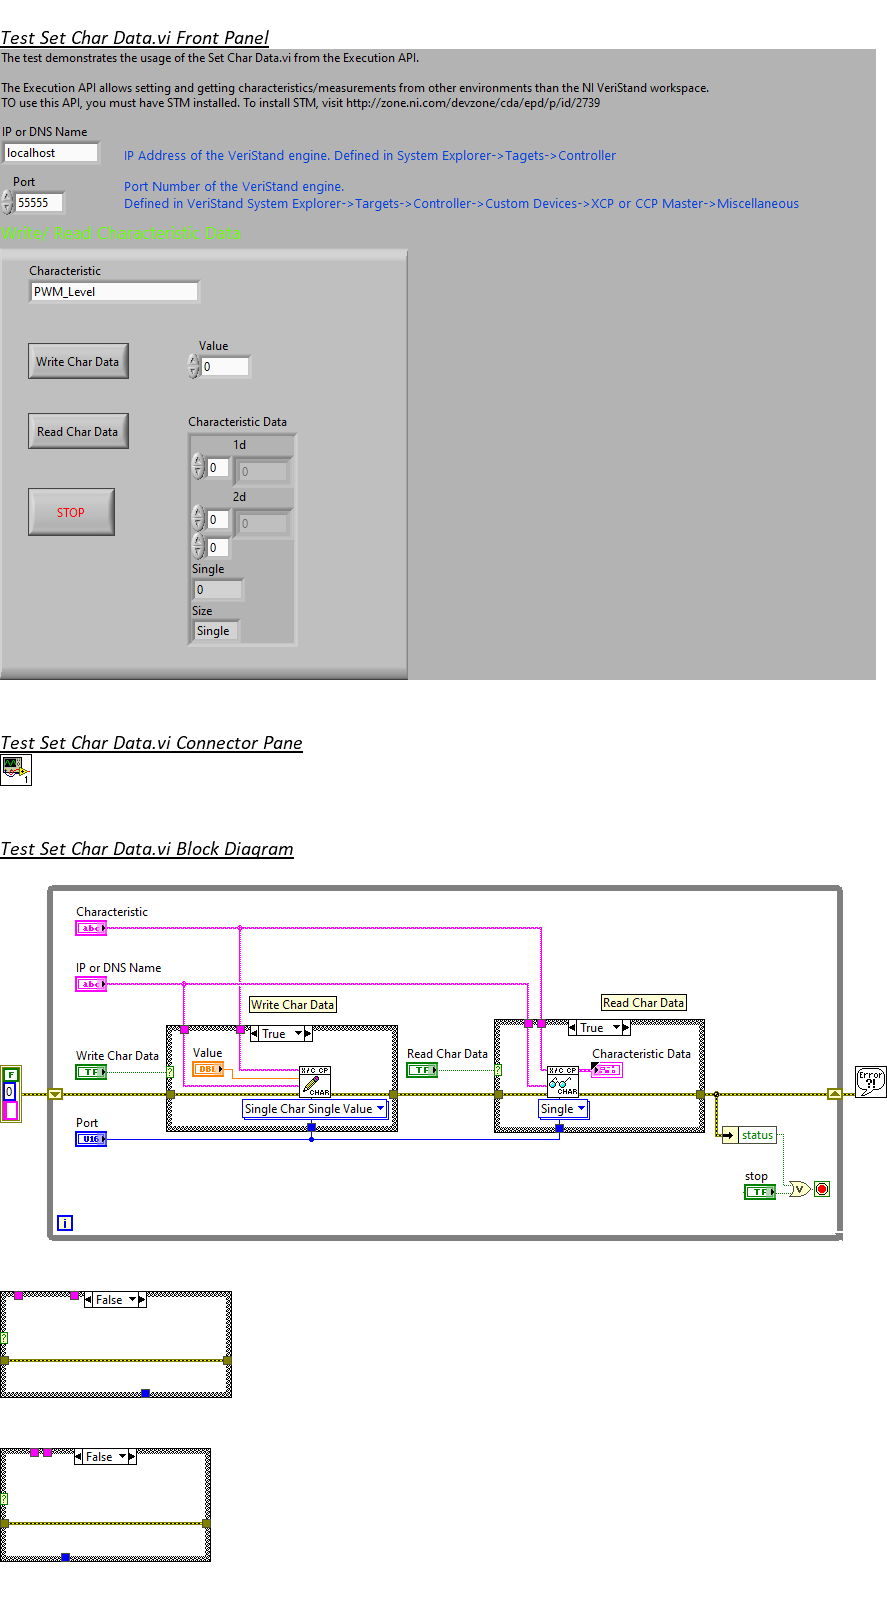 Test Set Char Data.vi Front Panel
The test demonstrates the usage of the Set Char Data.vi from the Execution API.
The Execution API allows setting and getting characteristics/measurements from other environments than the NI VeriStand workspace.
TO use this API, you must have STM installed. To install STM, visit http://zone.ni.com/devzone/cda/epd/p/id/2739
IP or DNS Name
localhost
IP Address of the VeriStand engine. Defined in System Explorer->Tagets->Controller
Port
55555
Port Number of the VeriStand engine.
Defined in VeriStand System Explorer->Targets->Controller->Custom Devices->XCP or CCP Master->Miscellaneous
Write/ Read Characteristic Data
Characteristic
PWM_Level
Write Char Data
Value
0
Read Char Data
Characteristic Data
1d
0 0
2d
0 0
0
STOP
Single
0
Size
Single
Test Set Char Data.vi Connector Pane
1
Test Set Char Data.vi Block Diagram
Characteristic
abc
IP or DNS Name
abc
Write Char Data
True
Read Char Data
True
Write Char Data
TF
?
Value
DBL
X/C CP
CHAR
Read Char Data
TF
?
X/C CP
CHAR
Characteristic Data
F
0
Error
?!
Single Char Single Value
Single
Port
U16
status
stop
TF
V
i
False
?
False
?